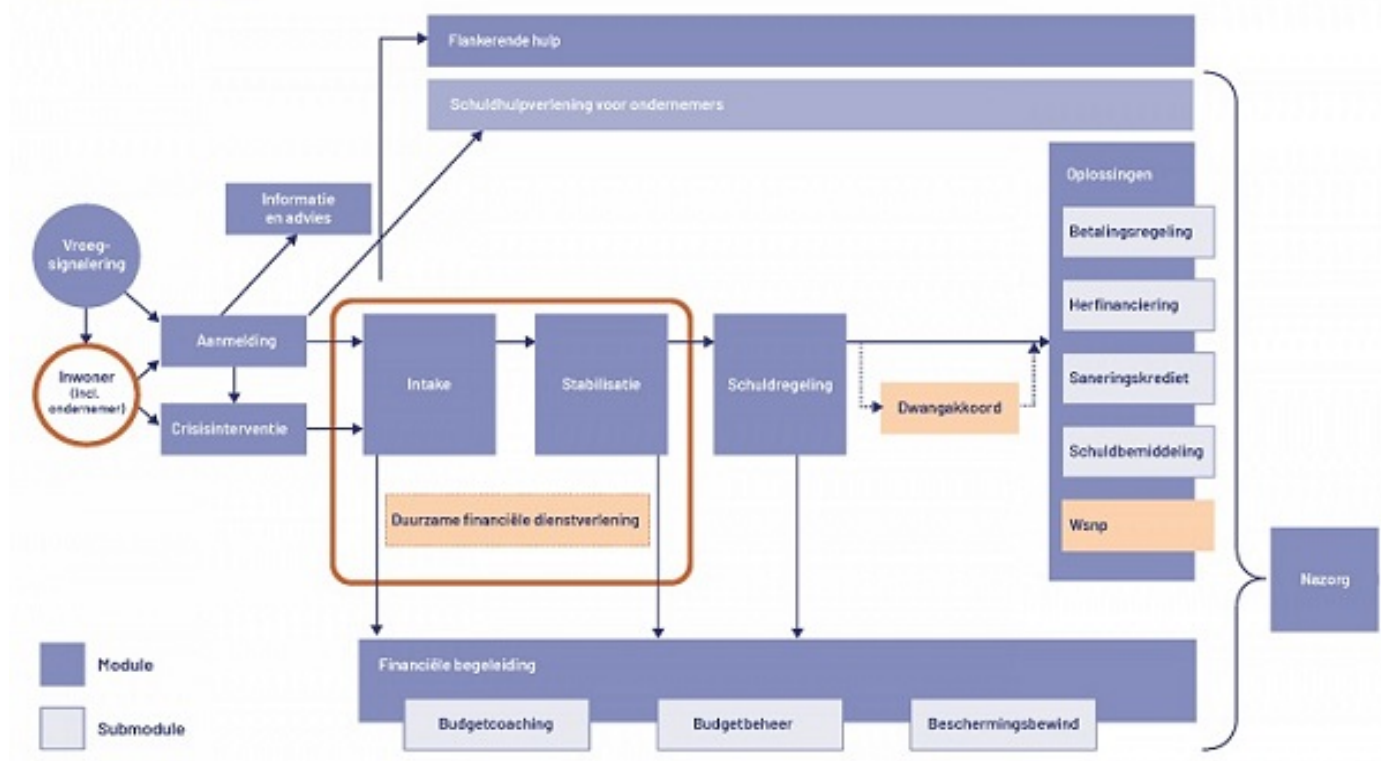 Flankerende hulp
Schuldhulpverlening voor ondernemers
Oplossingen
Informatie
en advies
Betalingsregeling
Vroeg-
signalering
Herfinanciering
Aanmelding
Inwoner
(incl.
ondernemer)
Intake
Stabilisatie
Schuldregeling
Saneringskrediet
Dwangakkoord
Crisisinterventie
Schuldbemiddeling
Duurzame financiële dienstverlening
Wsnp
Nazorg
Financiële begeleiding
Module
Budgetcoaching
Budgetbeheer
Beschermingsbewind
Submodule